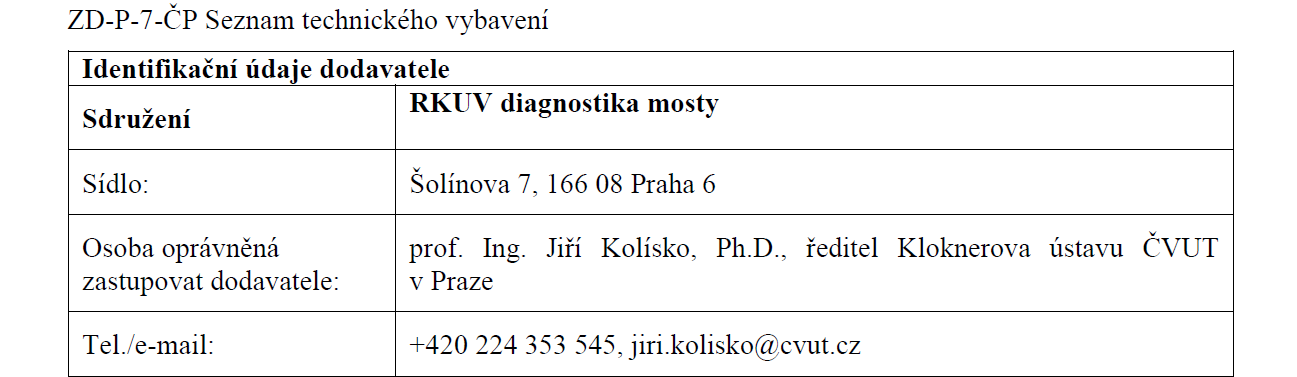 ZD-P-7-ČP Seznam technického vybavení
Identifikační údaje dodavatele
Sdružení
RKUV diagnostika mosty
Sídlo:
Šolínova 7, 166 08 Praha 6
Osoba oprávněná
zastupovat dodavatele:
prof. Ing. Jiří Kolísko, Ph.D., ředitel Kloknerova ústavu ČVUT
v Praze
Tel./e-mail:
+420 224 353 545, jiri.kolisko@cvut.cz